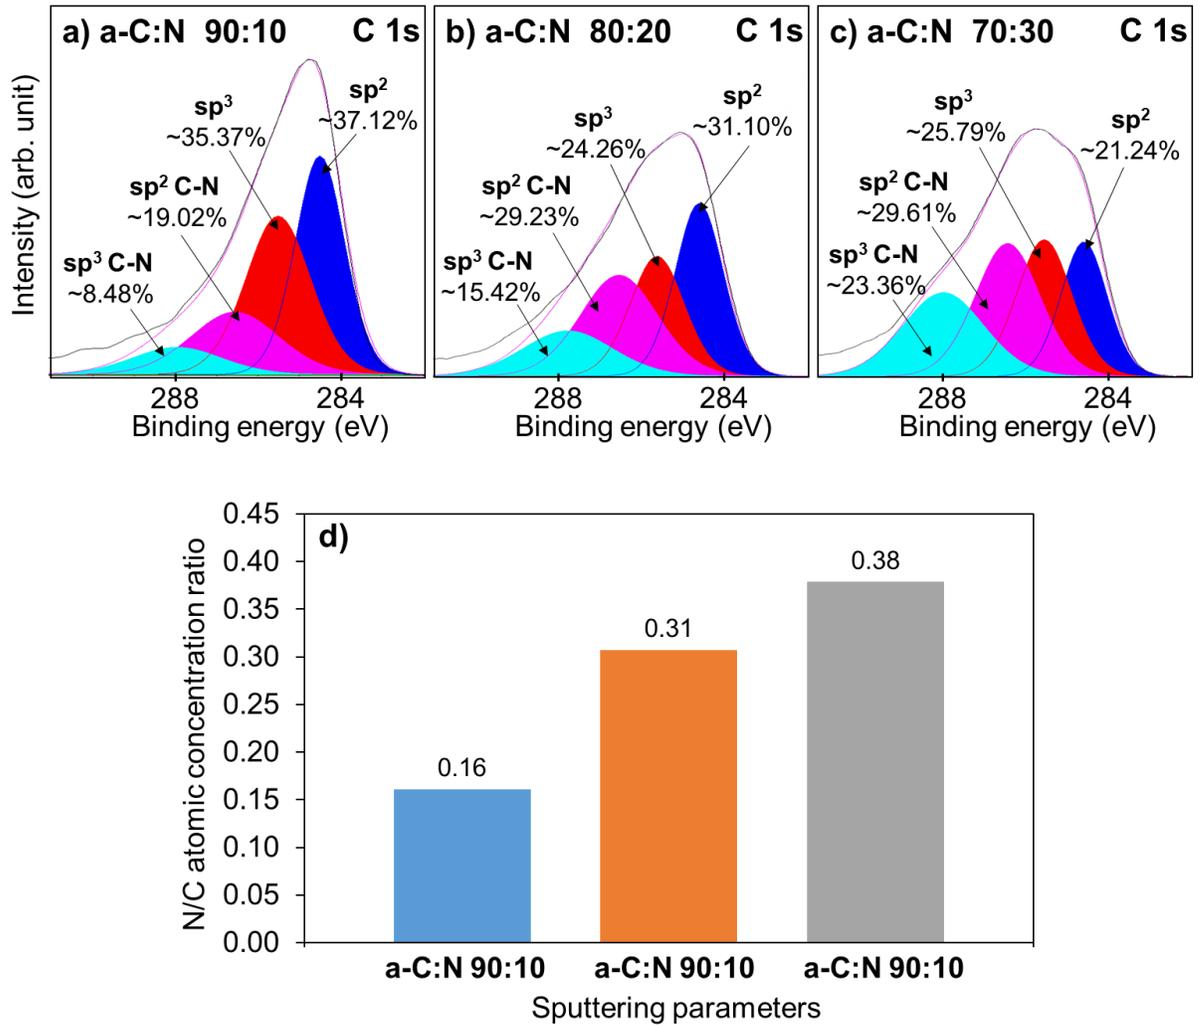 a) a-C:N 90:10 C 1s
sp³
~35.37%
sp²
~37.12%
sp² C-N
~19.02%
sp³ C-N
~8.48%
Intensity (arb. unit)
288 284
Binding energy (eV)
b) a-C:N 80:20 C 1s
sp³
~24.26%
sp²
~31.10%
sp² C-N
~29.23%
sp³ C-N
~15.42%
288 284
Binding energy (eV)
c) a-C:N 70:30 C 1s
sp³
~25.79%
sp²
~21.24%
sp² C-N
~29.61%
sp³ C-N
~23.36%
288 284
Binding energy (eV)
d)
N/C atomic concentration ratio
0.45
0.40
0.35
0.30
0.25
0.20
0.15
0.10
0.05
0.00
0.16
0.31
0.38
a-C:N 90:10 a-C:N 90:10 a-C:N 90:10
Sputtering parameters